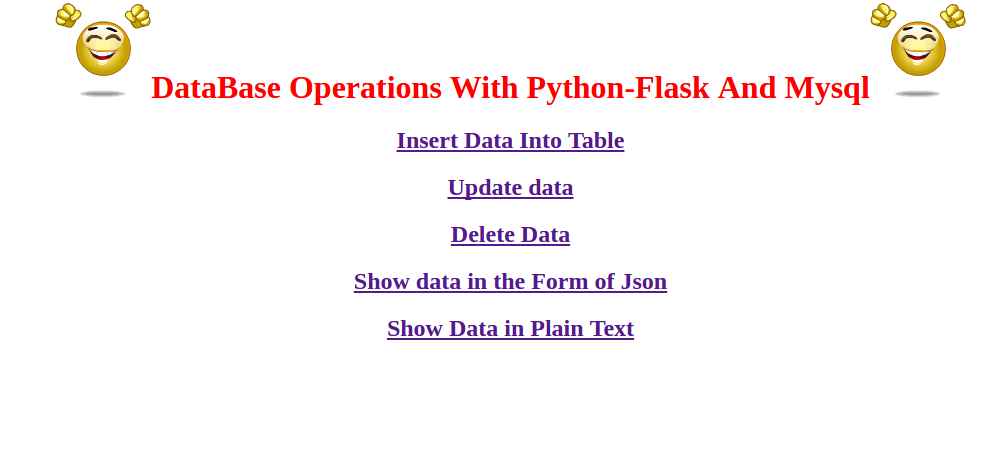 DataBase Operations With Python-Flask And Mysql
Insert Data Into Table
Update data
Delete Data
Show data in the Form of Json
Show Data in Plain Text